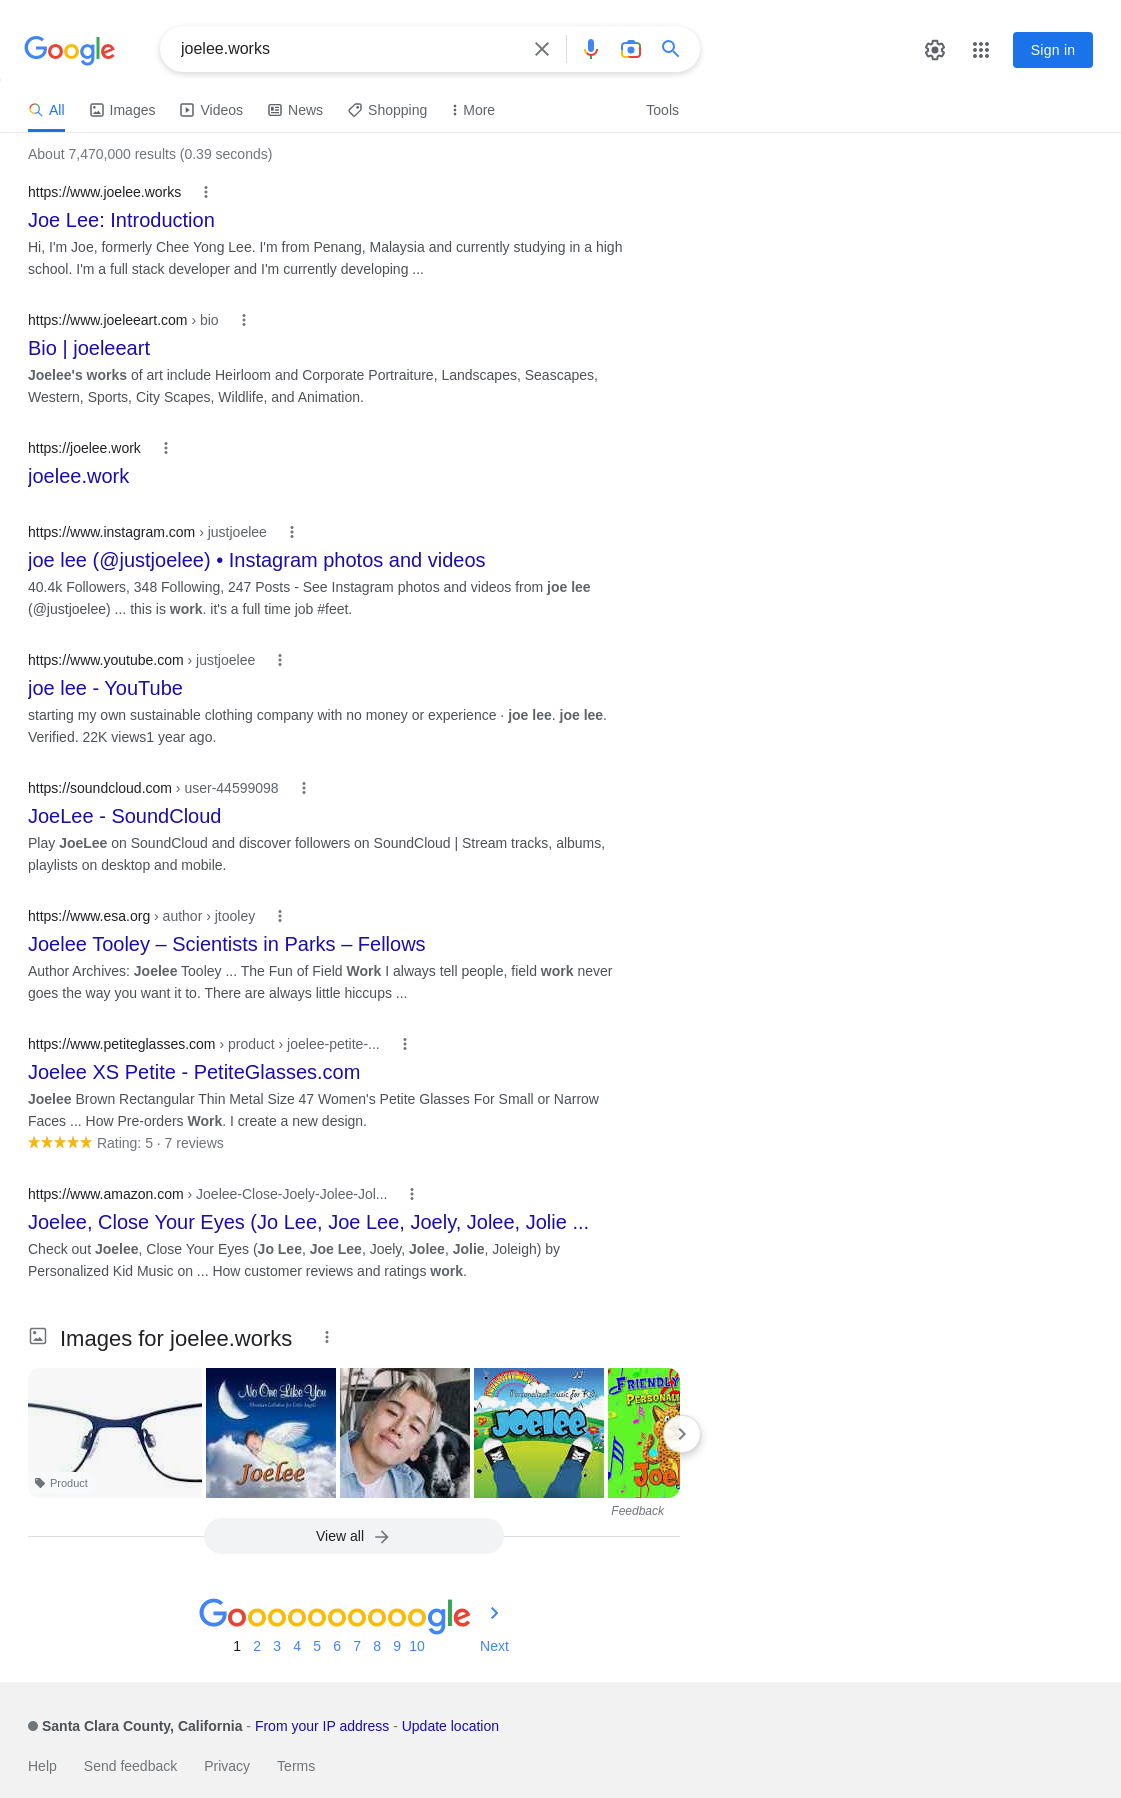 Google
joelee.works
Sign in
All
Images
Videos
News
Shopping
More
Tools
About 7,470,000 results (0.39 seconds)
https://www.joelee.works
Joe Lee: Introduction
Hi, I'm Joe, formerly Chee Yong Lee. I'm from Penang, Malaysia and currently studying in a high
school. I'm a full stack developer and I'm currently developing ...
https://www.joeleeart.com › bio
Bio | joeleeart
Joelee's works of art include Heirloom and Corporate Portraiture, Landscapes, Seascapes,
Western, Sports, City Scapes, Wildlife, and Animation.
https://joelee.work
joelee.work
https://www.instagram.com › justjoelee
joe lee (@justjoelee) • Instagram photos and videos
40.4k Followers, 348 Following, 247 Posts - See Instagram photos and videos from joe lee
(@justjoelee) ... this is work. it's a full time job #feet.
https://www.youtube.com › justjoelee
joe lee - YouTube
starting my own sustainable clothing company with no money or experience · joe lee. joe lee.
Verified. 22K views1 year ago.
https://soundcloud.com › user-44599098
JoeLee - SoundCloud
Play JoeLee on SoundCloud and discover followers on SoundCloud | Stream tracks, albums,
playlists on desktop and mobile.
https://www.esa.org › author › jtooley
Joelee Tooley – Scientists in Parks – Fellows
Author Archives: Joelee Tooley ... The Fun of Field Work I always tell people, field work never
goes the way you want it to. There are always little hiccups ...
https://www.petiteglasses.com › product › joelee-petite-...
Joelee XS Petite - PetiteGlasses.com
Joelee Brown Rectangular Thin Metal Size 47 Women's Petite Glasses For Small or Narrow
Faces ... How Pre-orders Work. I create a new design.
Rating: 5 · 7 reviews
https://www.amazon.com › Joelee-Close-Joely-Jolee-Jol...
Joelee, Close Your Eyes (Jo Lee, Joe Lee, Joely, Jolee, Jolie ...
Check out Joelee, Close Your Eyes (Jo Lee, Joe Lee, Joely, Jolee, Jolie, Joleigh) by
Personalized Kid Music on ... How customer reviews and ratings work.
Images for joelee.works
No One Like You
Joelee
Personalized music for Kids
Joelee
FRIENDLY
PERSONAL
Joe
Product
Feedback
View all
Goooooooooogle
1 2 3 4 5 6 7 8 9 10 Next
Santa Clara County, California - From your IP address - Update location
Help Send feedback Privacy Terms